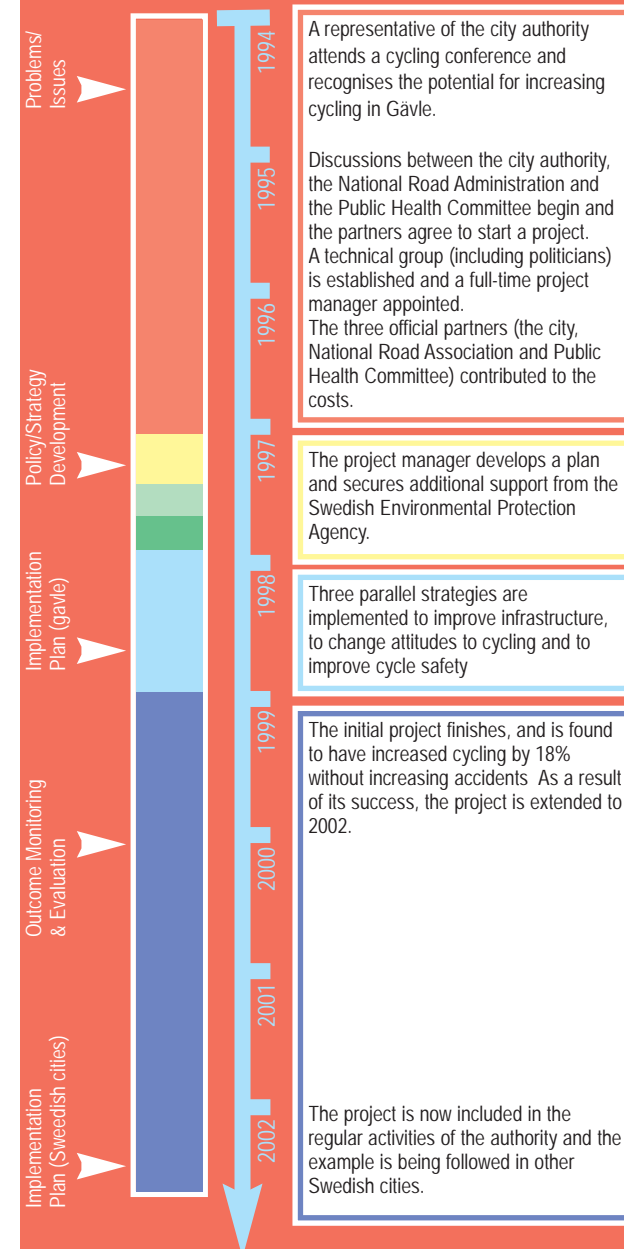 Problems/
Issues
Policy/Strategy
Development
Implementation
Plan (gavle)
Outcome Monitoring
& Evaluation
Implementation
Plan (Sweedish cities)
1994
1995
1996
1997
1998
1999
2000
2001
2002
A representative of the city authority
attends a cycling conference and
recognises the potential for increasing
cycling in Gävle.
Discussions between the city authority,
the National Road Administration and
the Public Health Committee begin and
the partners agree to start a project.
A technical group (including politicians)
is established and a full-time project
manager appointed.
The three official partners (the city,
National Road Association and Public
Health Committee) contributed to the
costs.
The project manager develops a plan
and secures additional support from the
Swedish Environmental Protection
Agency.
Three parallel strategies are
implemented to improve infrastructure,
to change attitudes to cycling and to
improve cycle safety
The initial project finishes, and is found
to have increased cycling by 18%
without increasing accidents  As a result
of its success, the project is extended to
2002.
The project is now included in the
regular activities of the authority and the
example is being followed in other
Swedish cities.